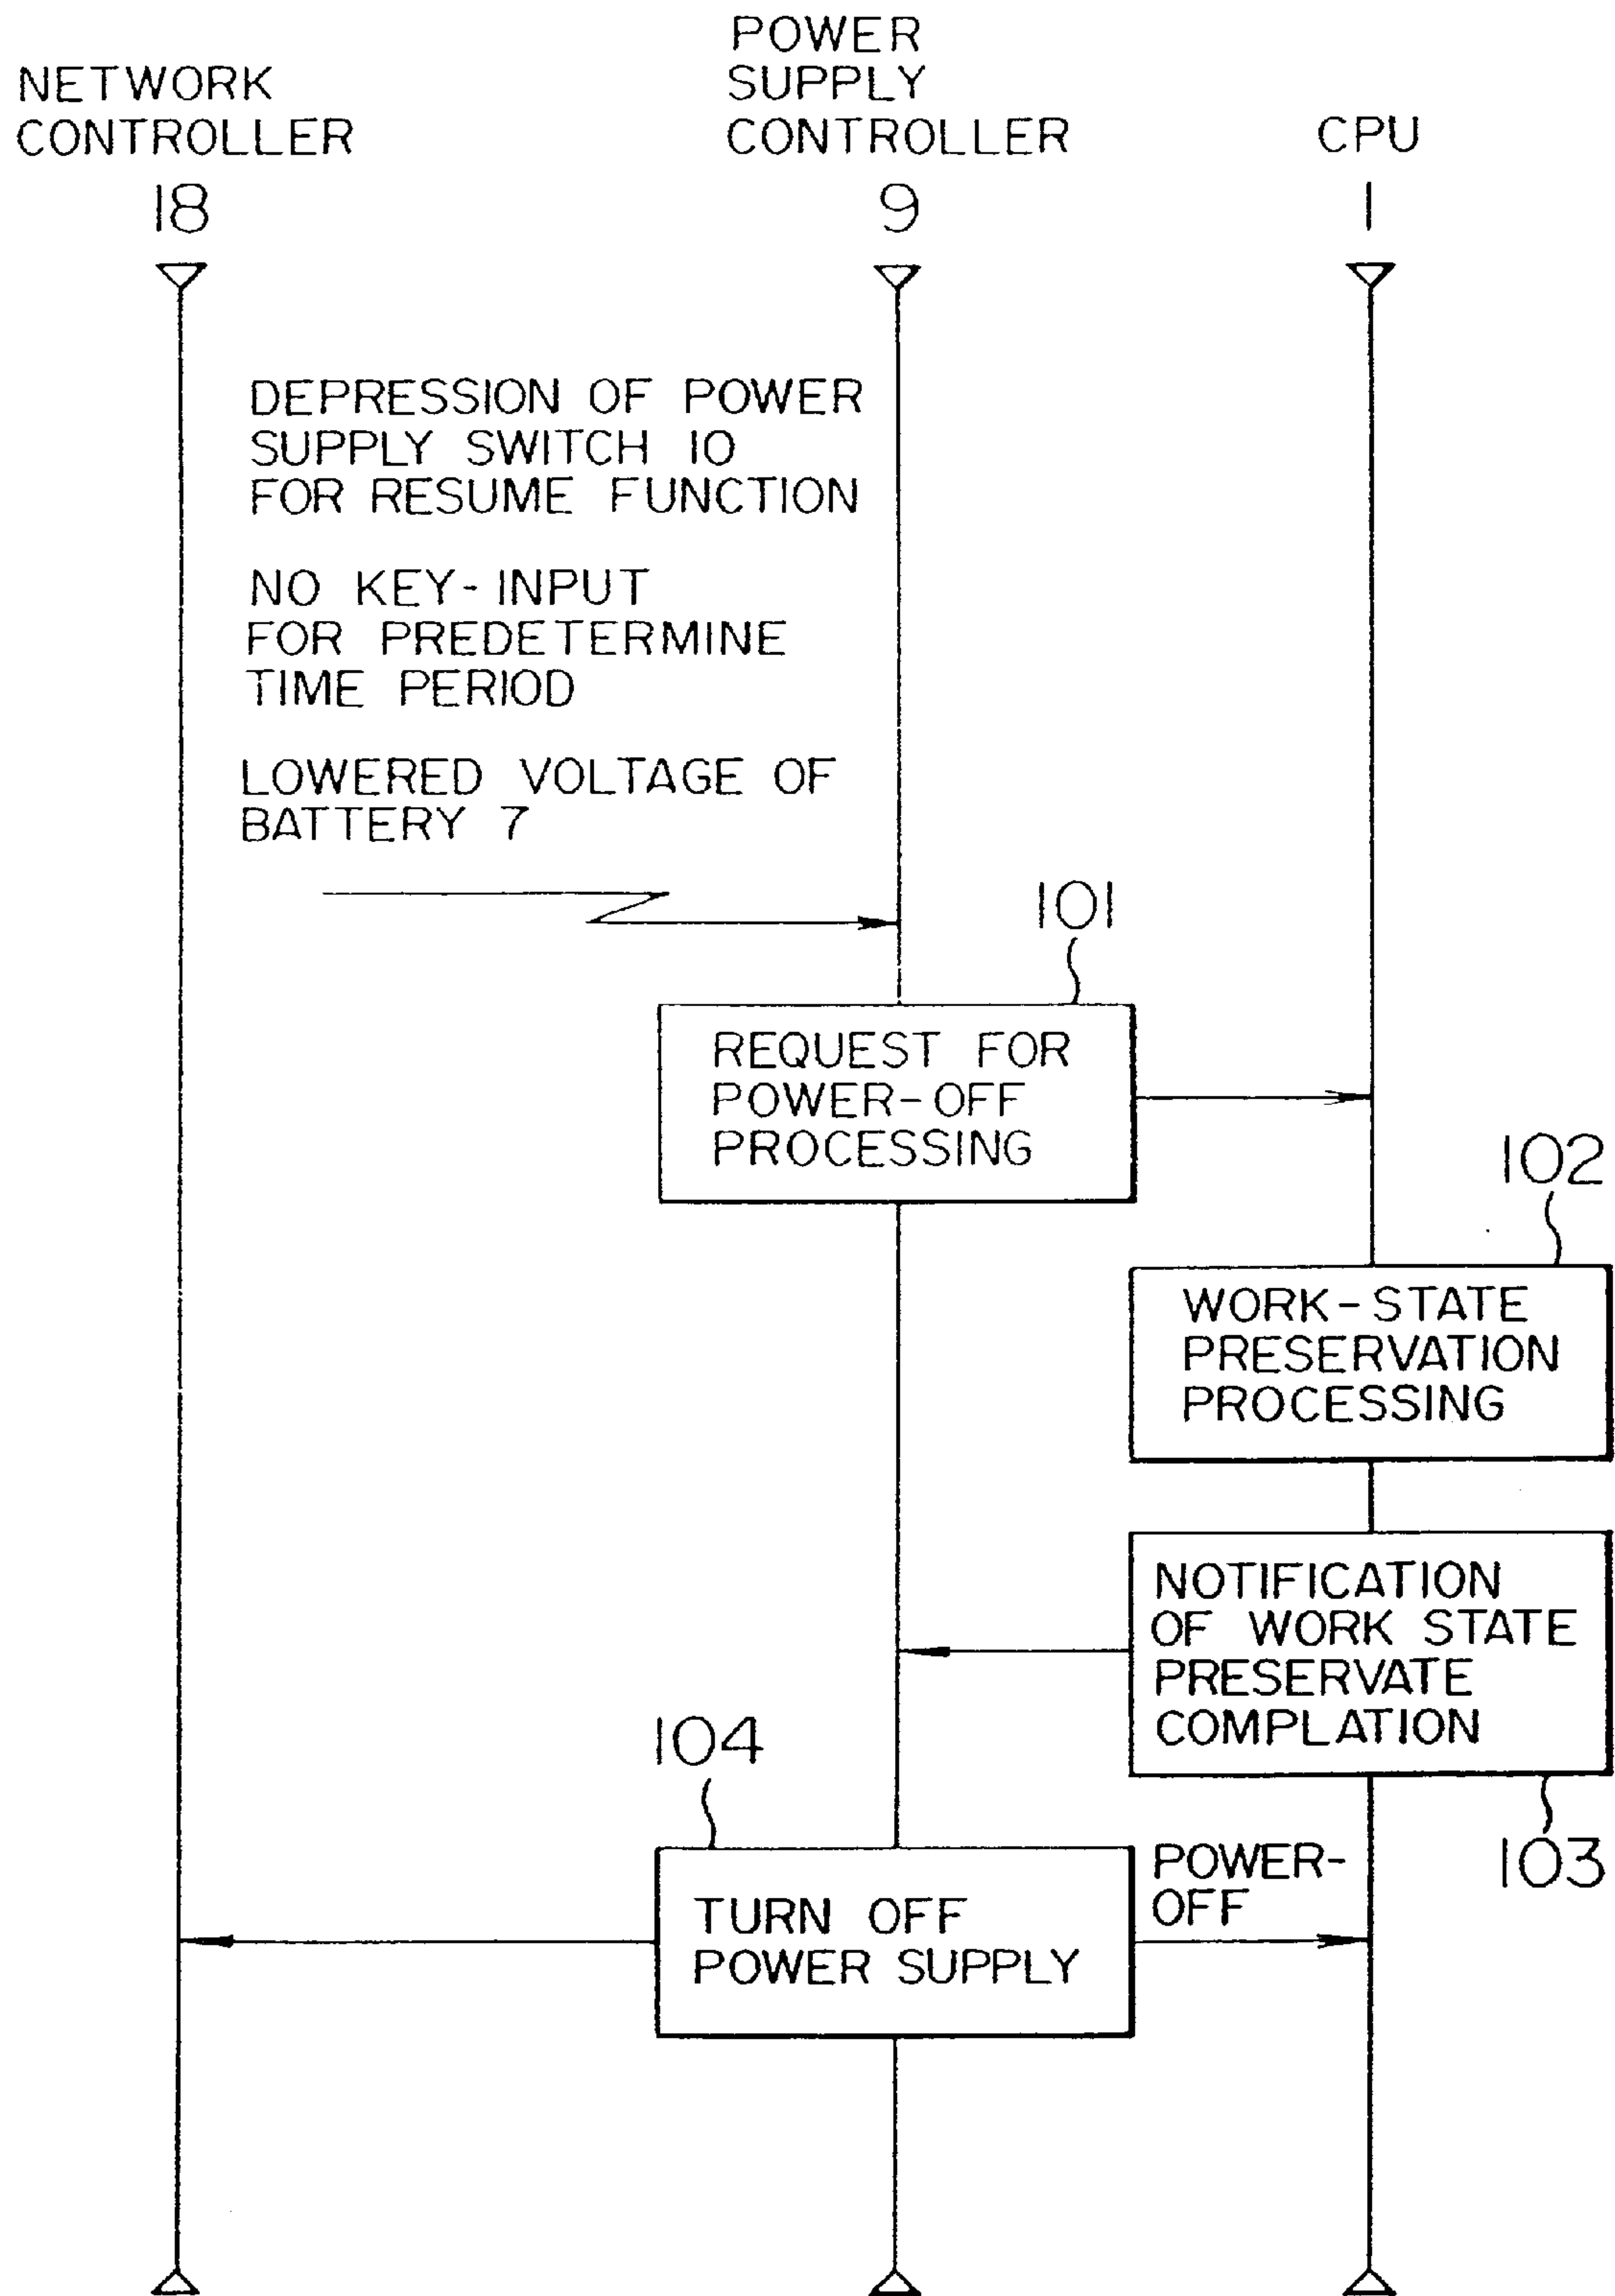 NETWORK
CONTROLLER
18
POWER
SUPPLY
CONTROLLER
9
CPU
1
DEPRESSION OF POWER
SUPPLY SWITCH 10
FOR RESUME FUNCTION
NO KEY-INPUT
FOR PREDETERMINE
TIME PERIOD
LOWERED VOLTAGE OF
BATTERY 7
101
REQUEST FOR
POWER-OFF
PROCESSING
102
WORK-STATE
PRESERVATION
PROCESSING
NOTIFICATION
OF WORK STATE
PRESERVATE
COMPLATION
103
104
TURN OFF
POWER SUPPLY
POWER-
OFF